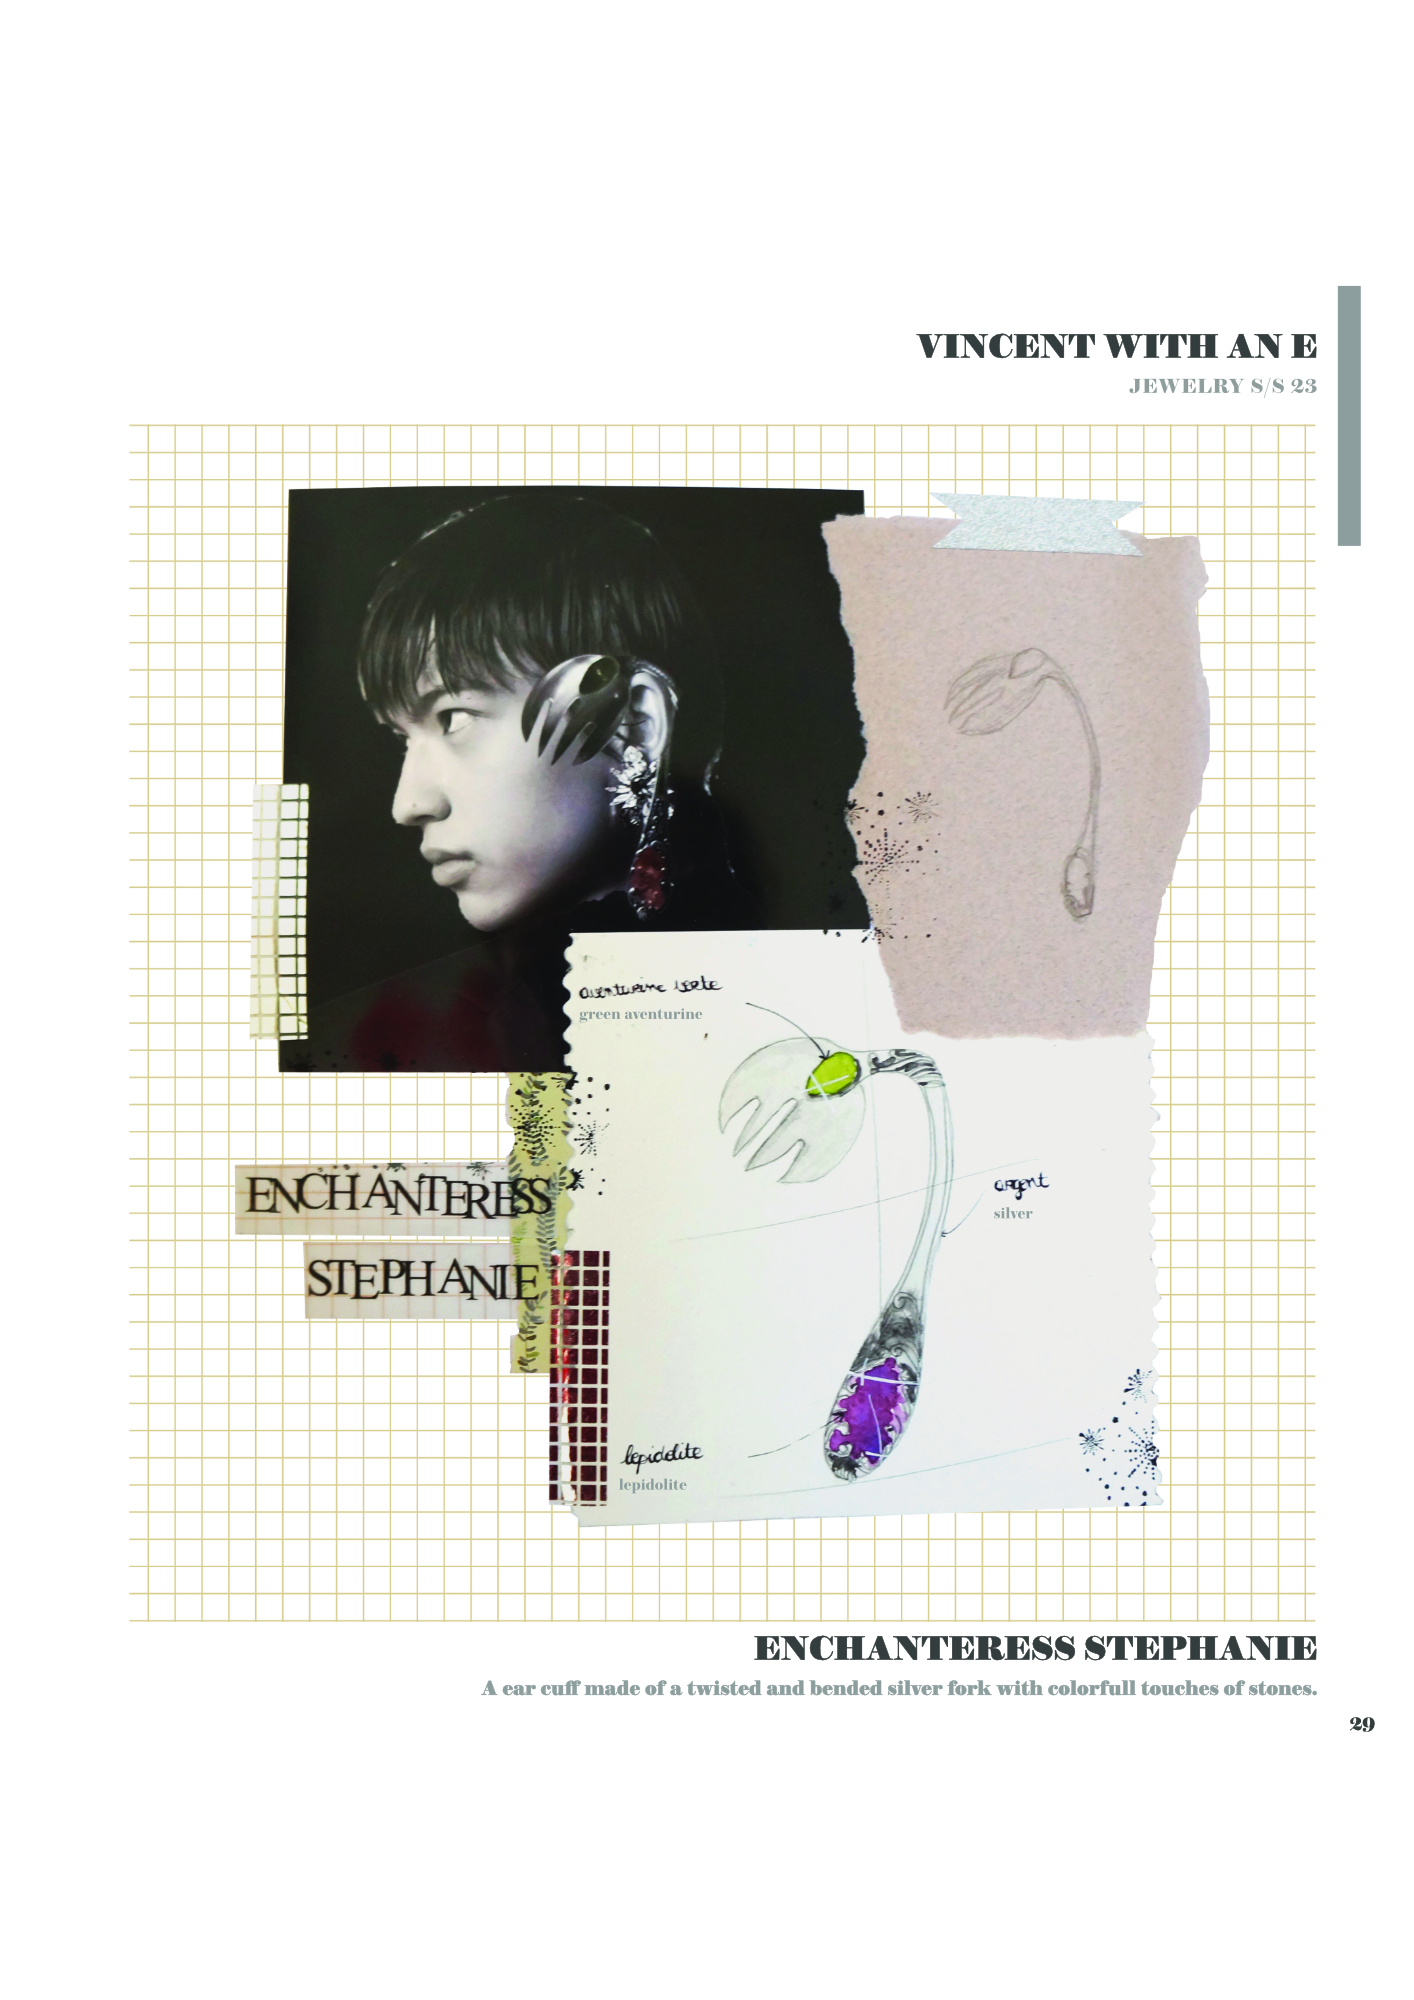 VINCENT WITH AN E
JEWELRY S/S 23
aventurine verte
green aventurine
ENCHANTERESS
STEPHANIE
argent
silver
lepidolite
lepidolite
ENCHANTERESS STEPHANIE
A ear cuff made of a twisted and bended silver fork with colorfull touches of stones.
29